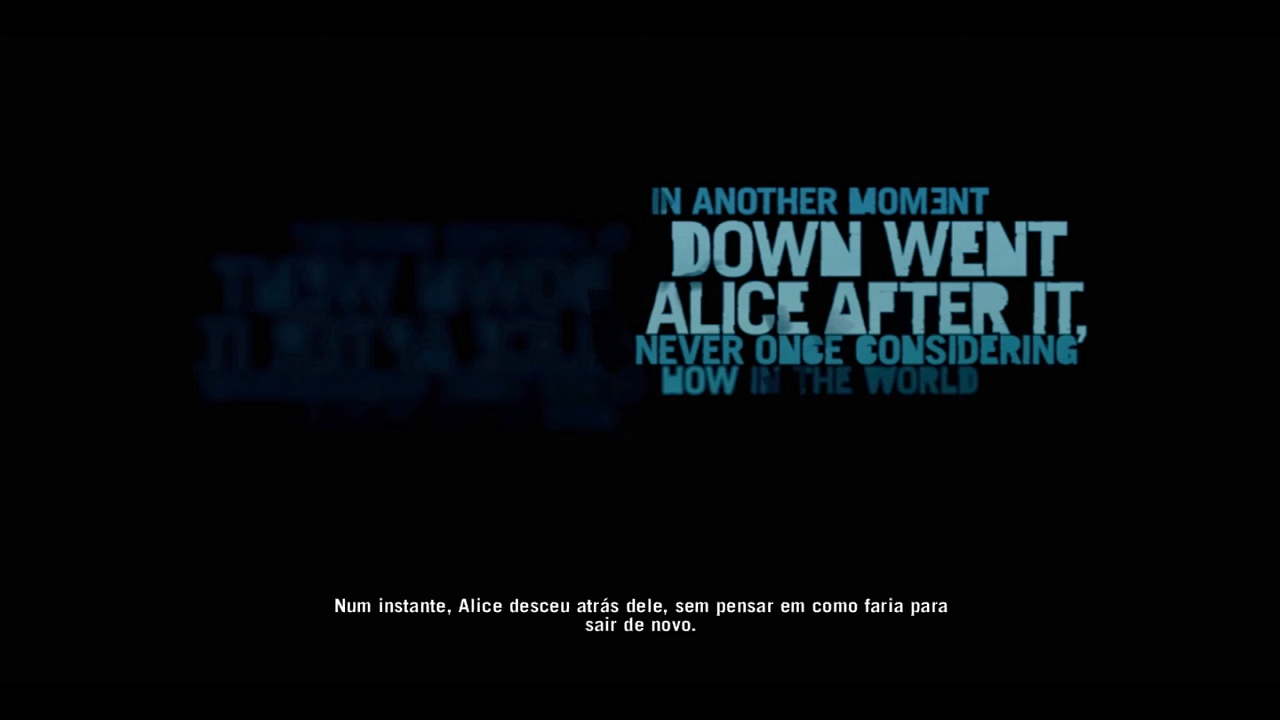 IN ANOTHER MOMENT
DOWN WENT
ALICE AFTER IT,
NEVER ONCE CONSIDERING
HOW IN THE WORLD
Num instante, Alice desceu atrás dele, sem pensar em como faria para
sair de novo.